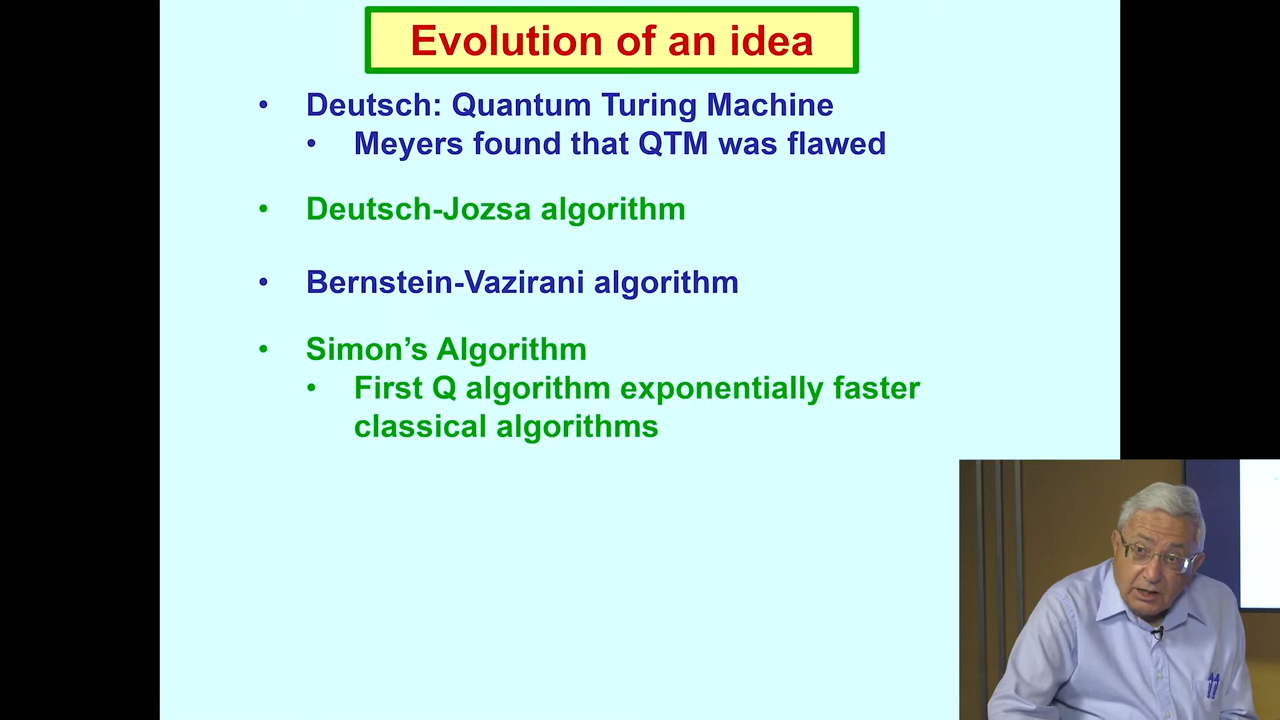 Evolution of an idea
• Deutsch: Quantum Turing Machine
• Meyers found that QTM was flawed
• Deutsch-Jozsa algorithm
• Bernstein-Vazirani algorithm
• Simon’s Algorithm
• First Q algorithm exponentially faster
classical algorithms